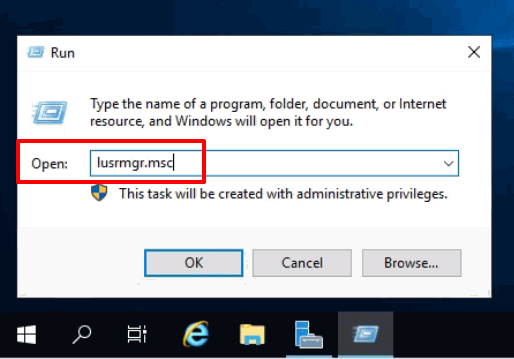 Run
Type the name of a program, folder, document, or Internet
resource, and Windows will open it for you.
Open: lusrmgr.msc
This task will be created with administrative privileges.
OK Cancel Browse...